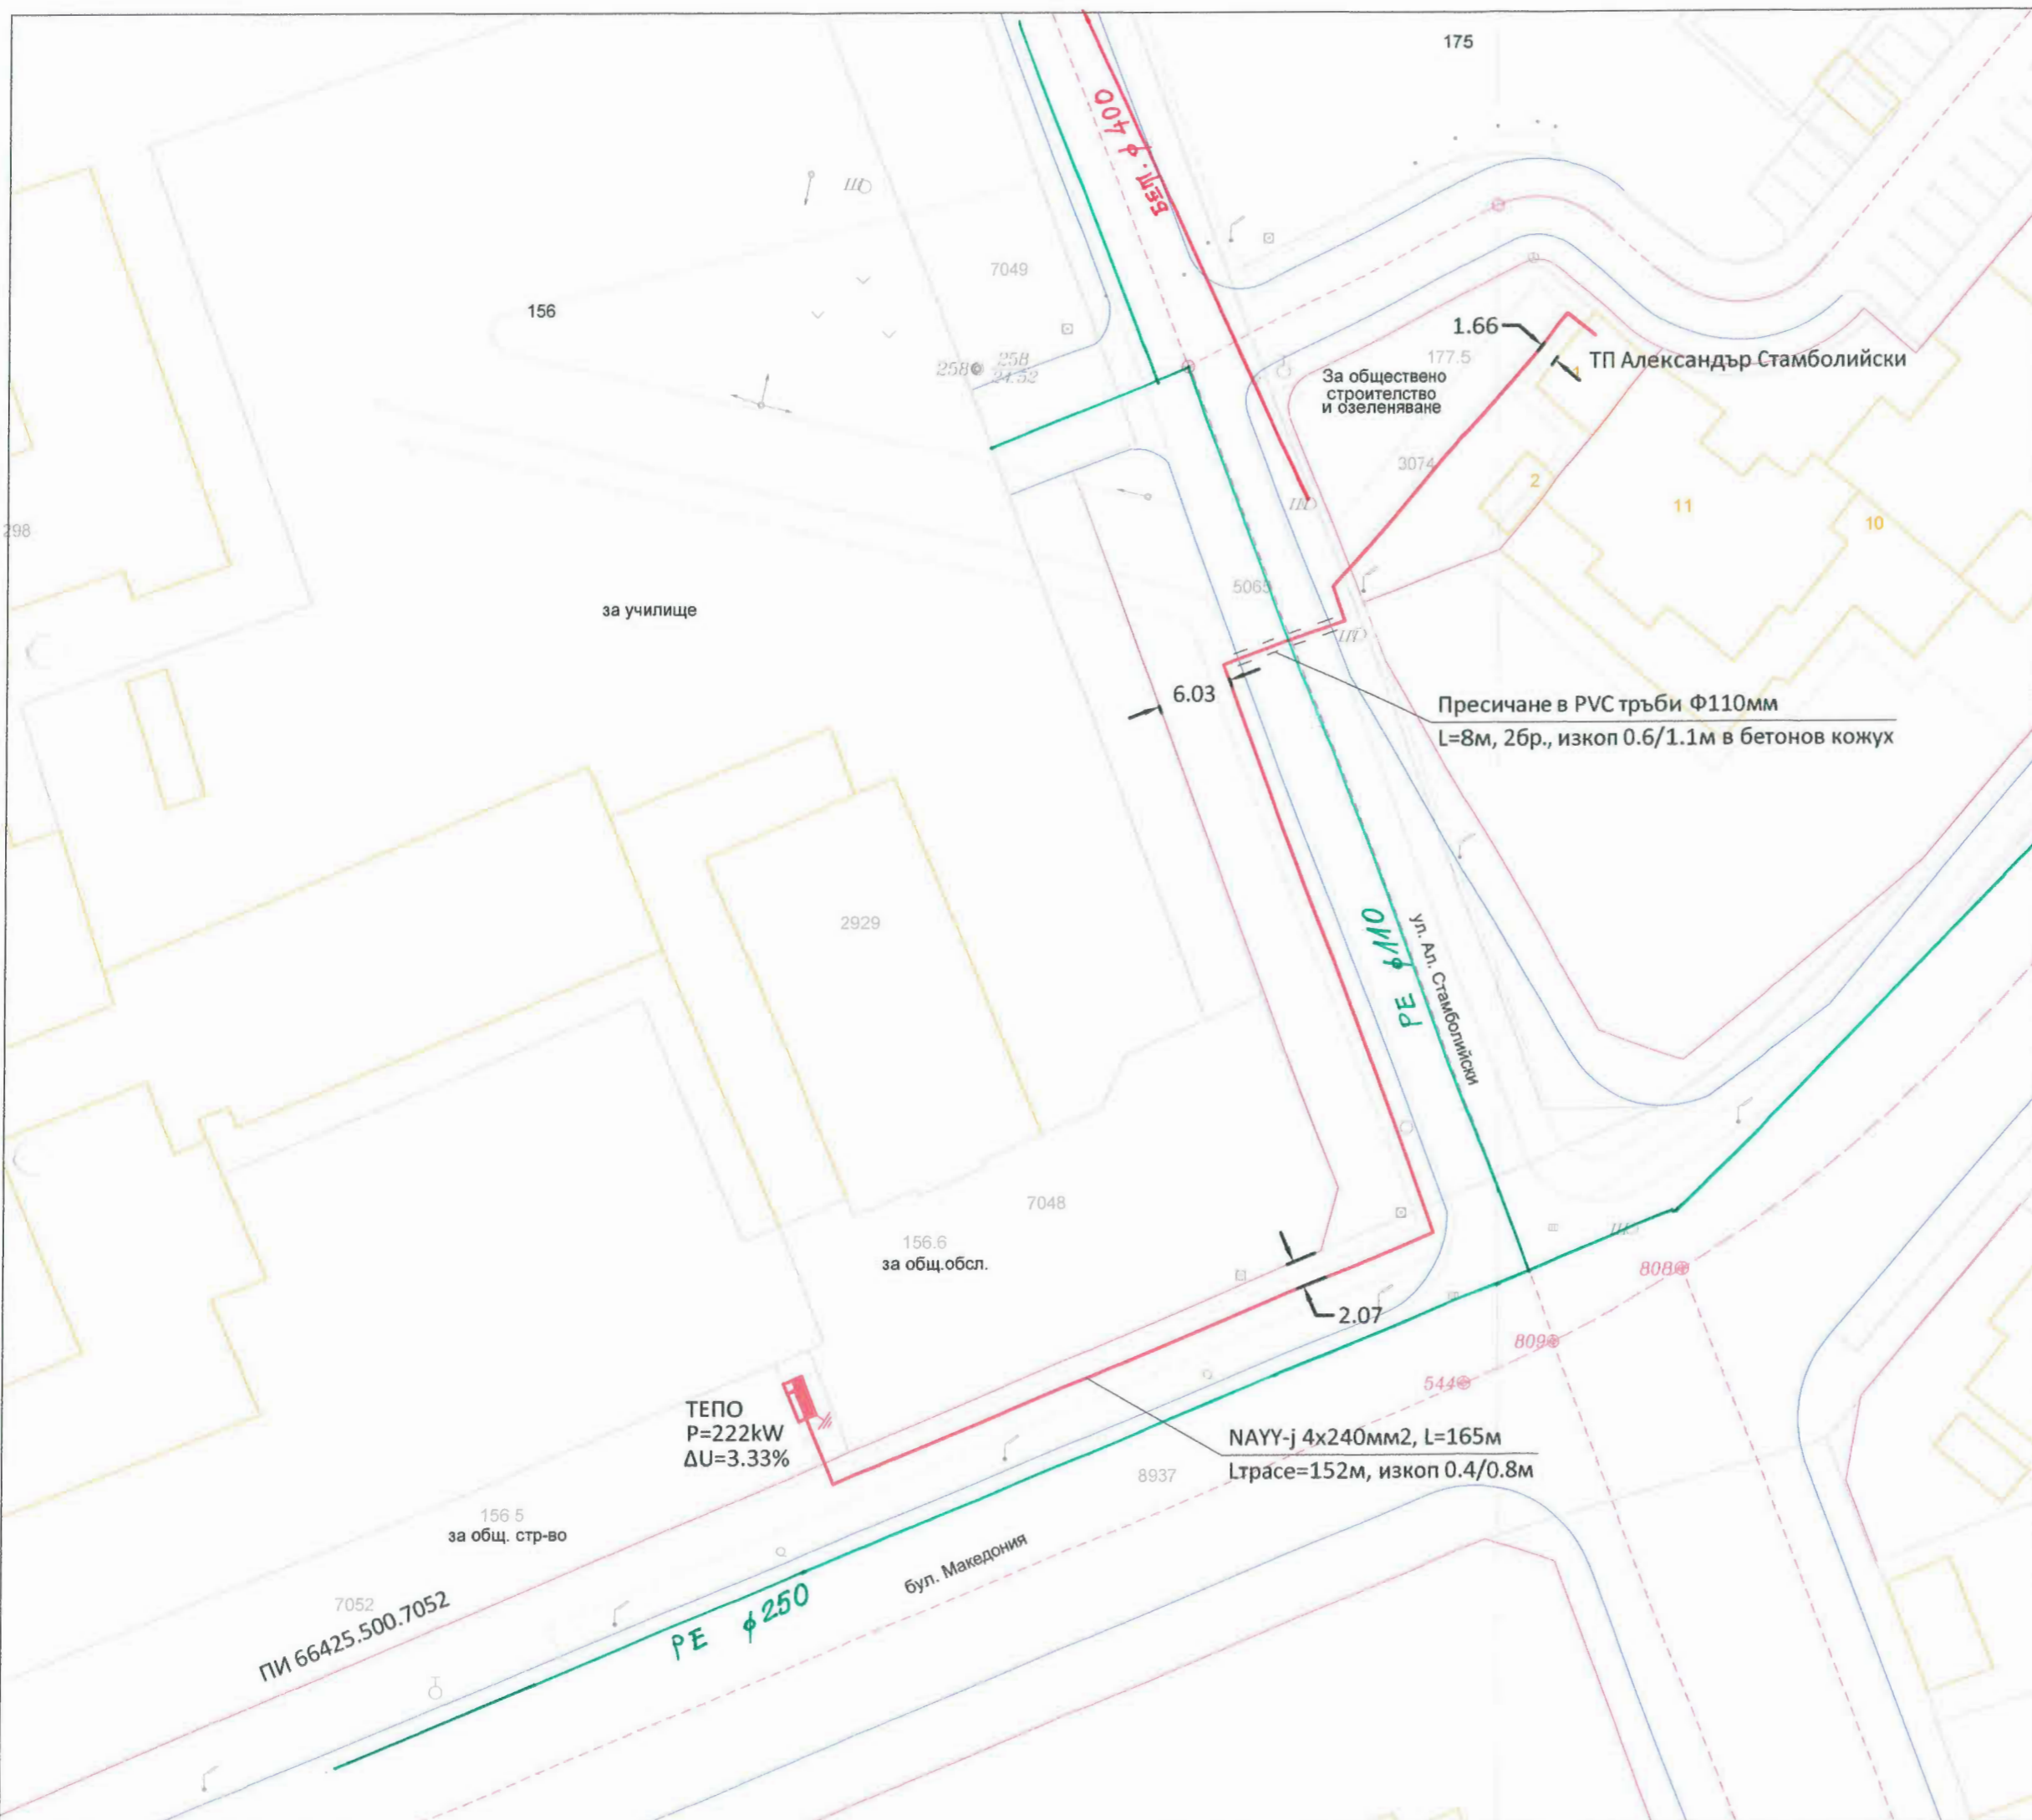 175
БЕТ. ф 400
7049
156
258
258
24.52
1.66
177.5
ТП Александър Стамболийски
1
За обществено
строителство
и озеленяване
3074
2
11
10
298
5065
за училище
6.03
Пресичане в PVC тръби Ф110мм
L=8м, 2бр., изкоп 0.6/1.1м в бетонов кожух
2929
PE ф110
ул. Ал. Стамболийски
7048
156.6
за общ.обсл.
808
2.07
809
544
ТЕПО
P=222kW
ΔU=3.33%
NAYY-j 4x240мм2, L=165м
Lтрасе=152м, изкоп 0.4/0.8м
8937
156 5
за общ. стр-во
бул. Македония
7052
ПИ 66425.500.7052
PE ф250